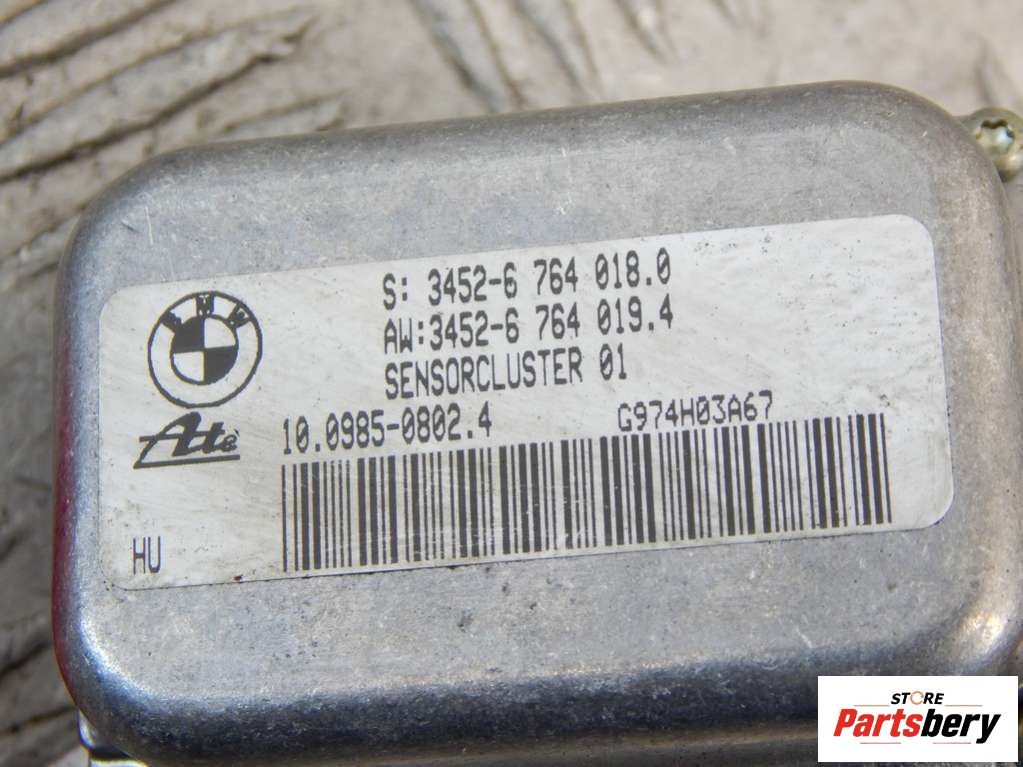 S: 3452-6 764 018.0
AW:3452-6 764 019.4
SENSORCLUSTER 01
BMW
Ate
10.0985-0802.4 G974H03A67
HU
STORE
Partsbery